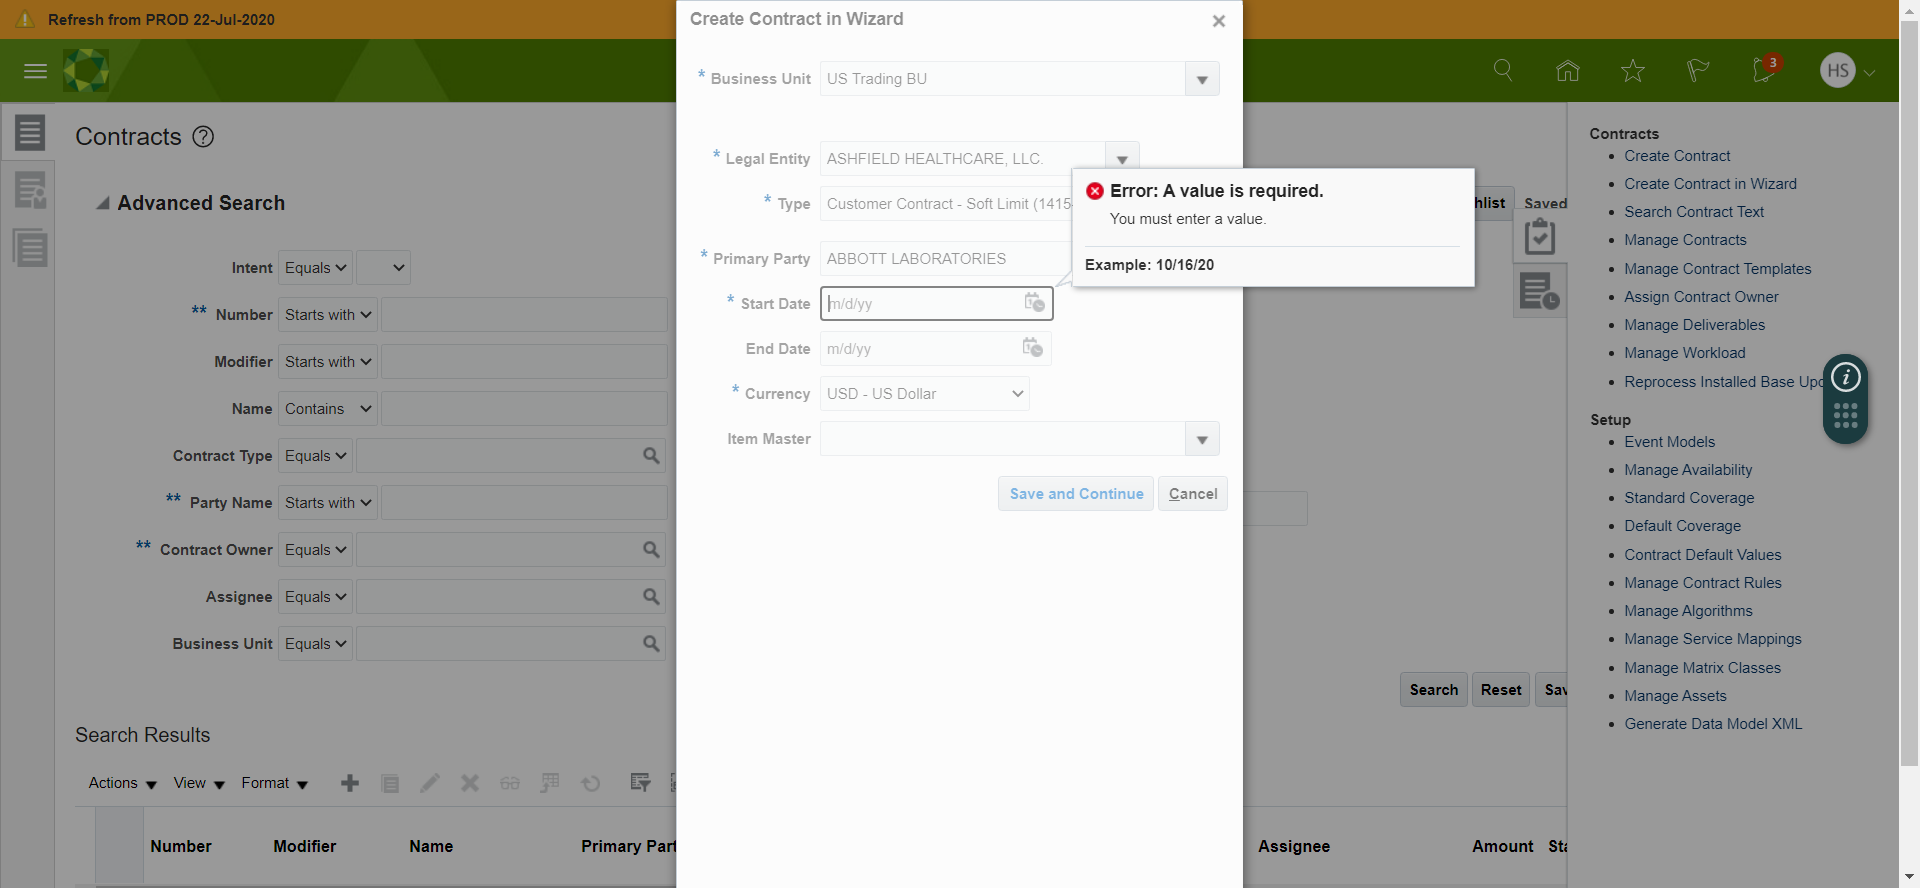 Refresh from PROD 22-Jul-2020
HS
3
Contracts
Advanced Search
Intent Equals
** Number Starts with
Modifier Starts with
Name Contains
Contract Type Equals
** Party Name Starts with
** Contract Owner Equals
Assignee Equals
Business Unit Equals
Search Results
Actions View Format
Number Modifier Name Primary Part
Create Contract in Wizard
* Business Unit US Trading BU
* Legal Entity ASHFIELD HEALTHCARE, LLC.
* Type Customer Contract - Soft Limit (1415-
* Primary Party ABBOTT LABORATORIES
* Start Date m/d/yy
End Date m/d/yy
* Currency USD - US Dollar
Item Master
Save and Continue Cancel
Error: A value is required.
You must enter a value.
Example: 10/16/20
hlist Saved
Search Reset Sav
Assignee Amount Sta
Contracts
Create Contract
Create Contract in Wizard
Search Contract Text
Manage Contracts
Manage Contract Templates
Assign Contract Owner
Manage Deliverables
Manage Workload
Reprocess Installed Base Upd
Setup
Event Models
Manage Availability
Standard Coverage
Default Coverage
Contract Default Values
Manage Contract Rules
Manage Algorithms
Manage Service Mappings
Manage Matrix Classes
Manage Assets
Generate Data Model XML